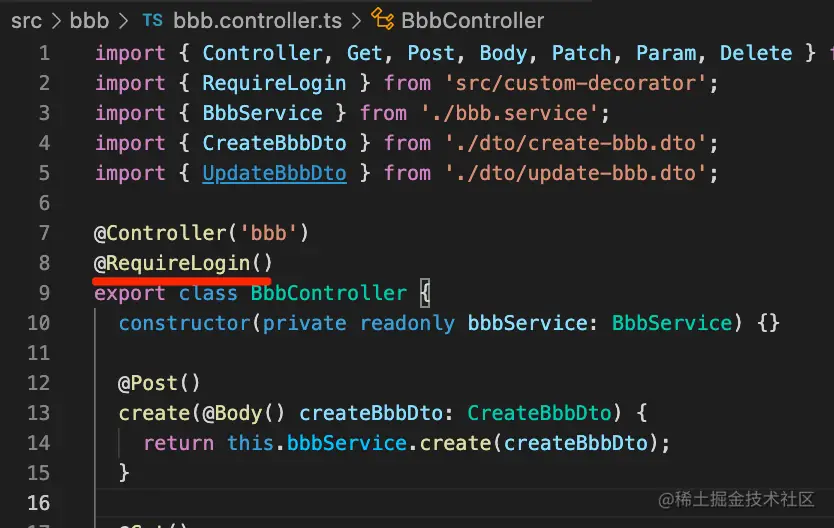 src > bbb > TS bbb.controller.ts > BbbController
1 import { Controller, Get, Post, Body, Patch, Param, Delete }
2 import { RequireLogin } from 'src/custom-decorator';
3 import { BbbService } from './bbb.service';
4 import { CreateBbbDto } from './dto/create-bbb.dto';
5 import { UpdateBbbDto } from './dto/update-bbb.dto';
6
7 @Controller('bbb')
8 @RequireLogin()
9 export class BbbController {
10 constructor(private readonly bbbService: BbbService) {}
11
12 @Post()
13 create(@Body() createBbbDto: CreateBbbDto) {
14 return this.bbbService.create(createBbbDto);
15 }
16
@稀土掘金技术社区